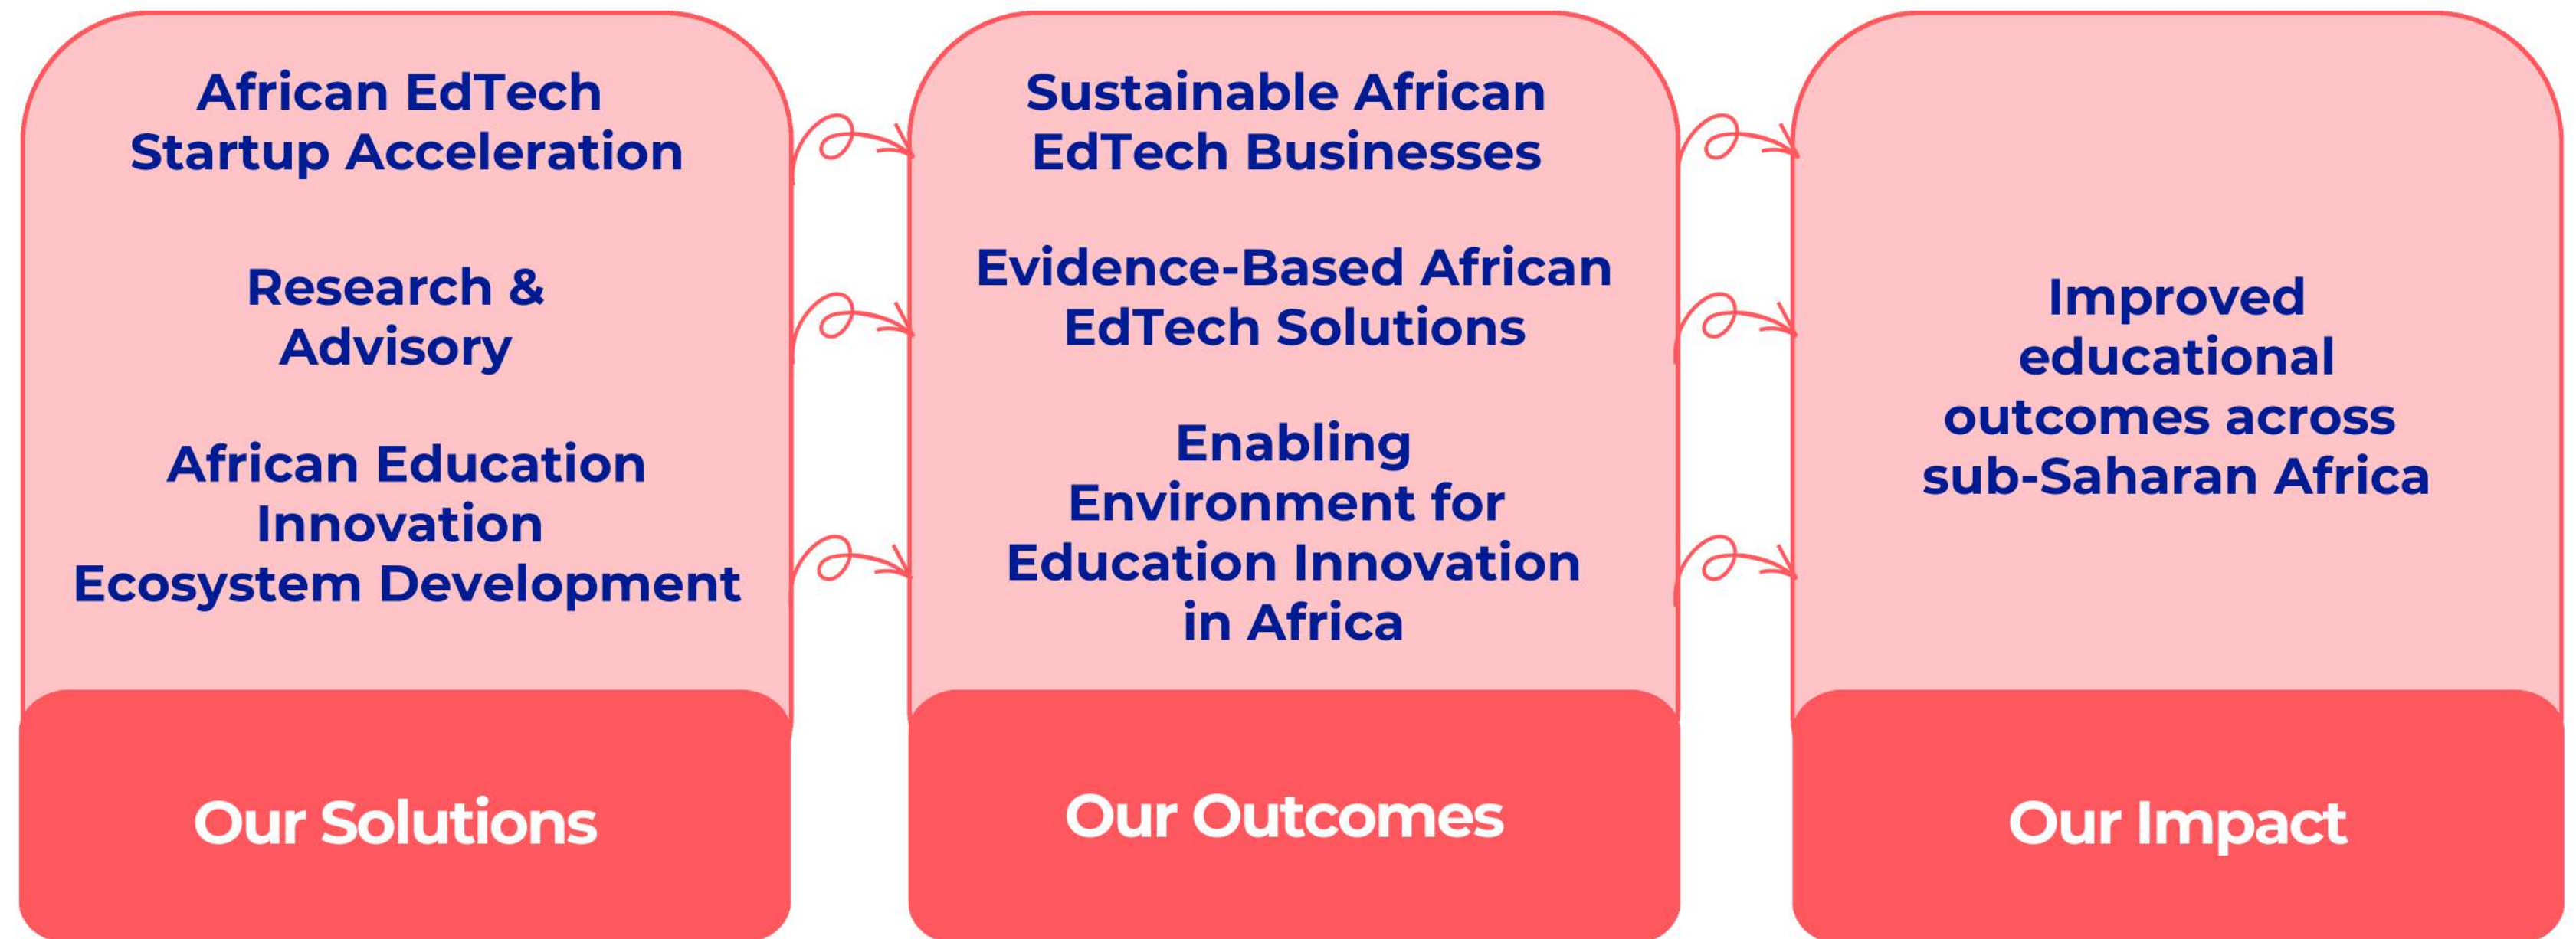 African EdTech
Startup Acceleration
Research &
Advisory
African Education
Innovation
Ecosystem Development
Our Solutions
Sustainable African
EdTech Businesses
Evidence-Based African
EdTech Solutions
Enabling
Environment for
Education Innovation
in Africa
Our Outcomes
Improved
educational
outcomes across
sub-Saharan Africa
Our Impact